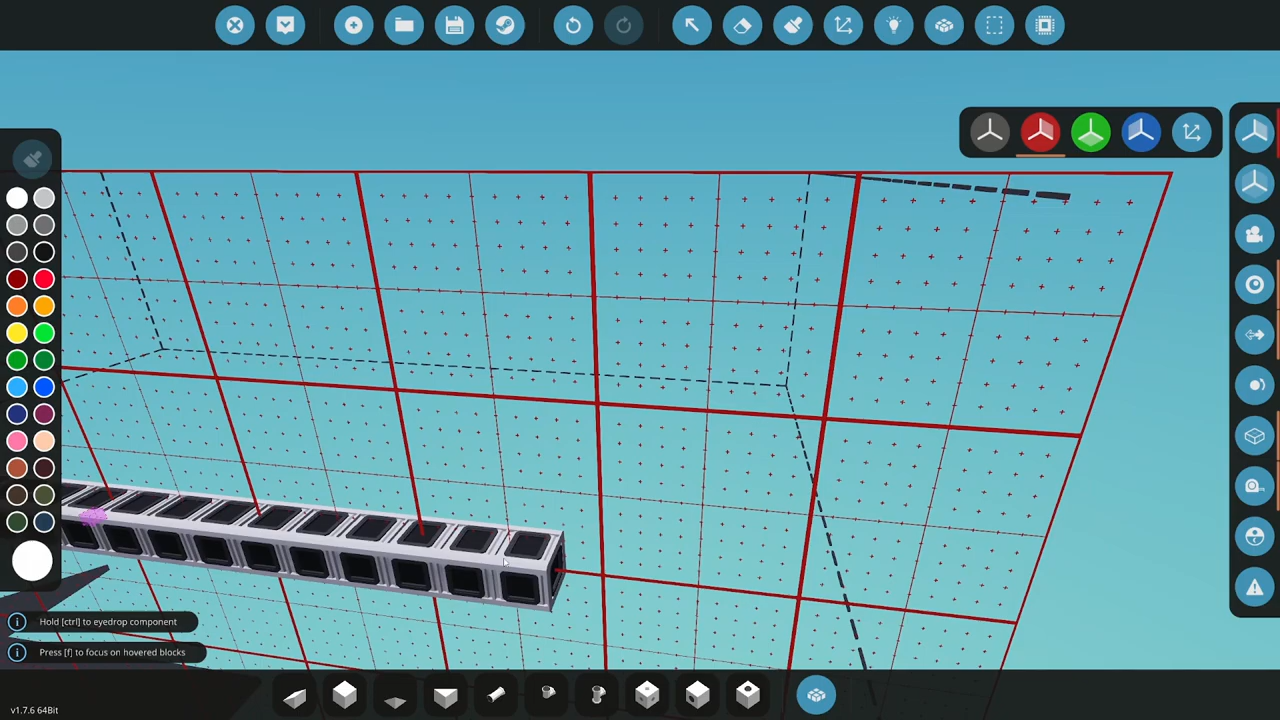 Hold [ctrl] to eyedrop component
Press [f] to focus on hovered blocks
v1.7.6 64Bit